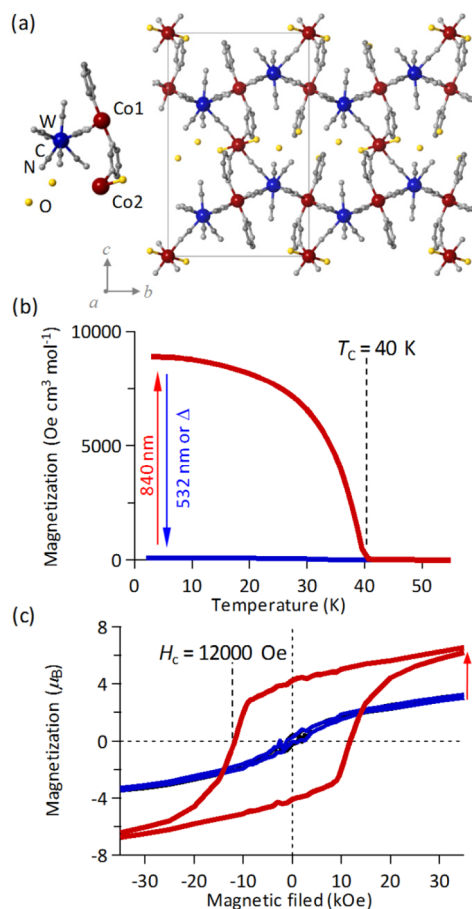 (a)
W
Co1
C
N
Co2
O
c
a
b
(b)
10000
T_C = 40 K
5000
840 nm
532 nm or Δ
Magnetization (Oe cm³ mol⁻¹)
0
0 10 20 30 40 50
Temperature (K)
(c)
8
H_c = 12000 Oe
4
0
-4
-8
Magnetization (μB)
-30 -20 -10 0 10 20 30
Magnetic filed (kOe)